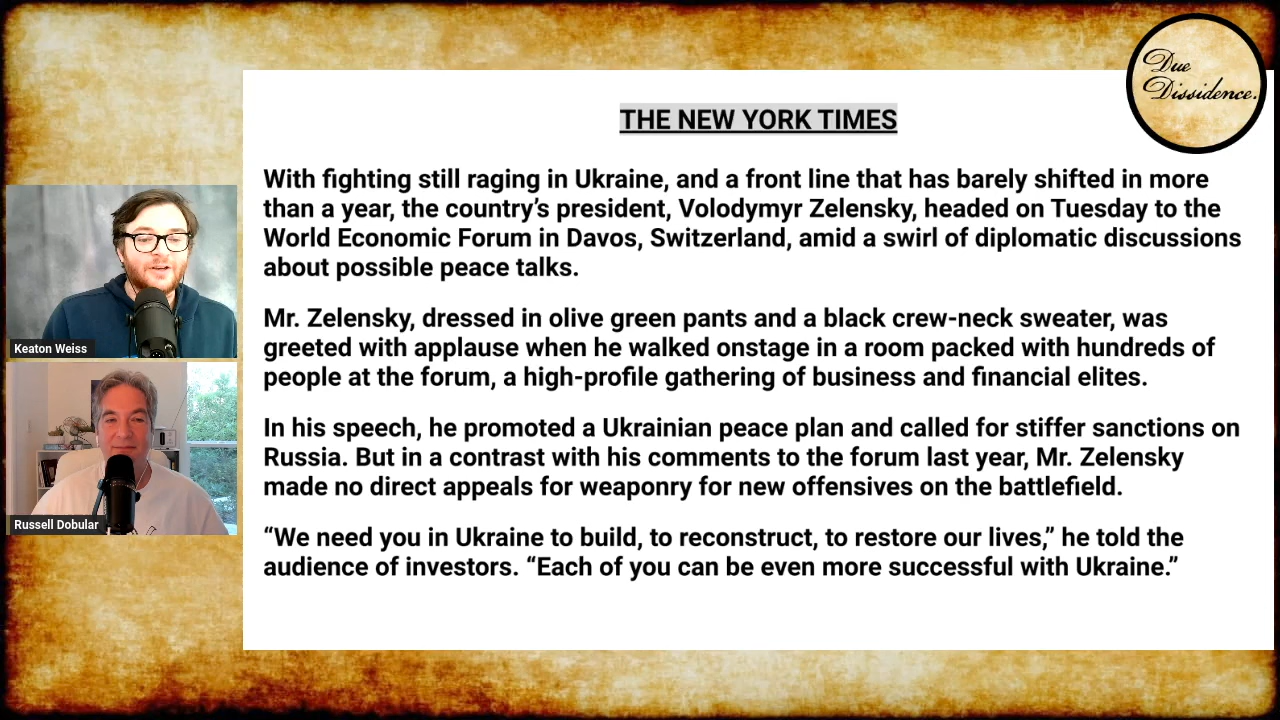 Due
Dissidence.
THE NEW YORK TIMES
With fighting still raging in Ukraine, and a front line that has barely shifted in more
than a year, the country’s president, Volodymyr Zelensky, headed on Tuesday to the
World Economic Forum in Davos, Switzerland, amid a swirl of diplomatic discussions
about possible peace talks.
Mr. Zelensky, dressed in olive green pants and a black crew-neck sweater, was
greeted with applause when he walked onstage in a room packed with hundreds of
people at the forum, a high-profile gathering of business and financial elites.
In his speech, he promoted a Ukrainian peace plan and called for stiffer sanctions on
Russia. But in a contrast with his comments to the forum last year, Mr. Zelensky
made no direct appeals for weaponry for new offensives on the battlefield.
“We need you in Ukraine to build, to reconstruct, to restore our lives,” he told the
audience of investors. “Each of you can be even more successful with Ukraine.”
Keaton Weiss
Russell Dobular